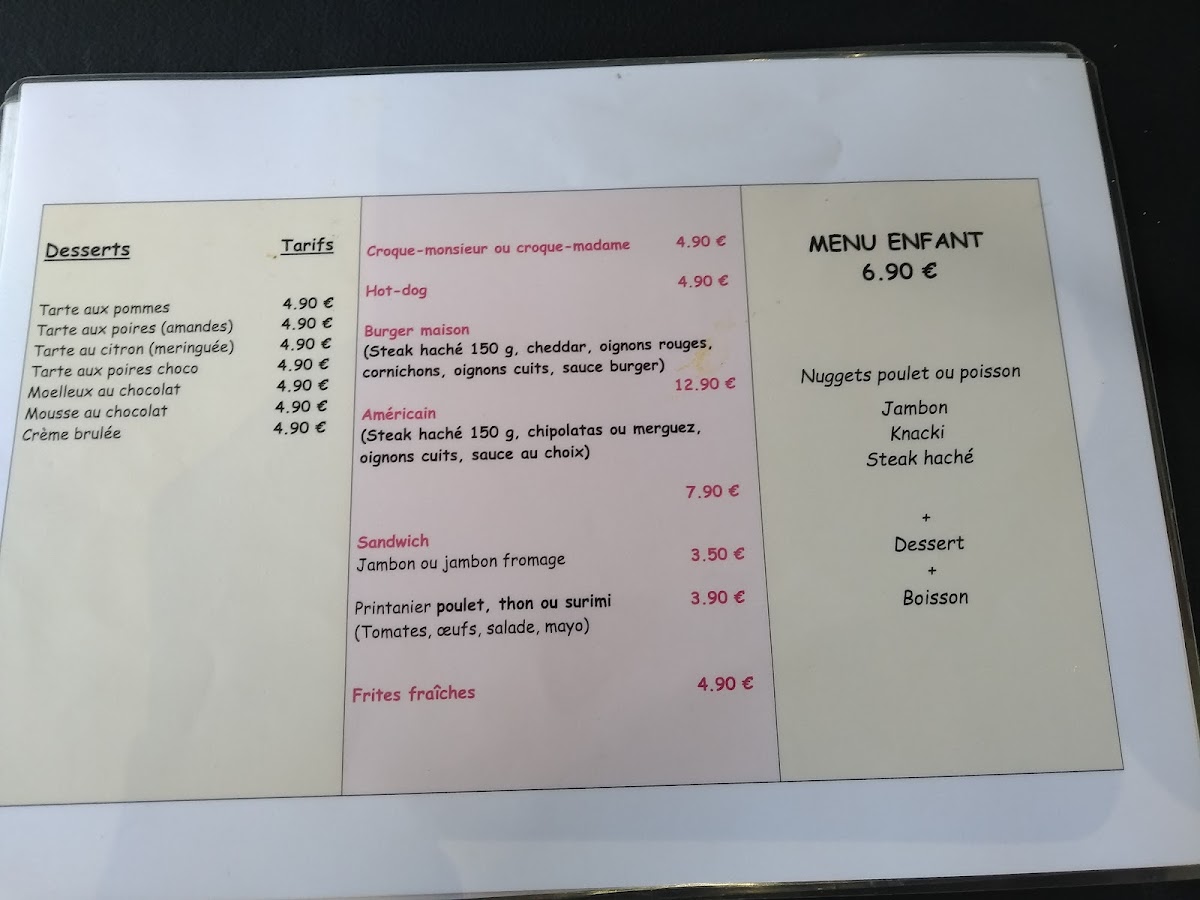 Desserts Tarifs
Tarte aux pommes 4.90 €
Tarte aux poires (amandes) 4.90 €
Tarte au citron (meringuée) 4.90 €
Tarte aux poires choco 4.90 €
Moelleux au chocolat 4.90 €
Mousse au chocolat 4.90 €
Crème brulée 4.90 €
Croque-monsieur ou croque-madame 4.90 €
Hot-dog 4.90 €
Burger maison
(Steak haché 150 g, cheddar, oignons rouges,
cornichons, oignons cuits, sauce burger)
12.90 €
Américain
(Steak haché 150 g, chipolatas ou merguez,
oignons cuits, sauce au choix)
7.90 €
Sandwich
Jambon ou jambon fromage 3.50 €
Printanier poulet, thon ou surimi 3.90 €
(Tomates, œufs, salade, mayo)
Frites fraîches 4.90 €
MENU ENFANT
6.90 €
Nuggets poulet ou poisson
Jambon
Knacki
Steak haché
+
Dessert
+
Boisson